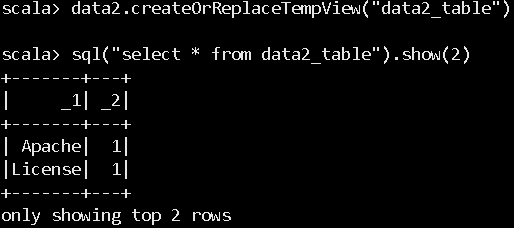 scala> data2.createOrReplaceTempView("data2_table")
scala> sql("select * from data2_table").show(2)
+-------+---+
|     _1| _2|
+-------+---+
| Apache|  1|
|License|  1|
+-------+---+
only showing top 2 rows